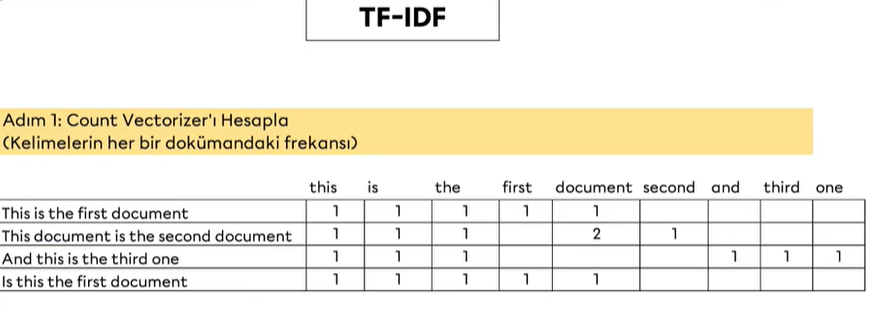 TF-IDF
Adım 1: Count Vectorizer'ı Hesapla
(Kelimelerin her bir dokümandaki frekansı)
this is the first document second and third one
This is the first document 1 1 1 1 1
This document is the second document 1 1 1 2 1
And this is the third one 1 1 1 1 1 1
Is this the first document 1 1 1 1 1